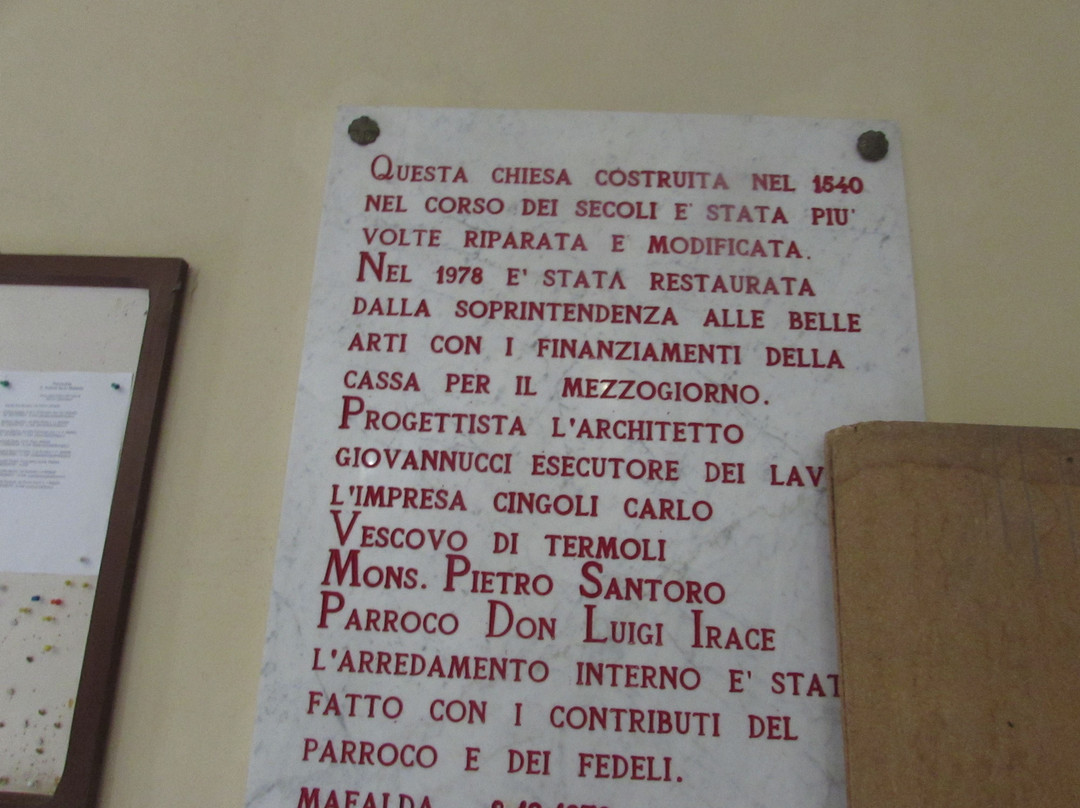 QUESTA CHIESA COSTRUITA NEL 1540
NEL CORSO DEI SECOLI E' STATA PIU'
VOLTE RIPARATA E MODIFICATA.
NEL 1978 E' STATA RESTAURATA
DALLA SOPRINTENDENZA ALLE BELLE
ARTI CON I FINANZIAMENTI DELLA
CASSA PER IL MEZZOGIORNO.
PROGETTISTA L'ARCHITETTO
GIOVANNUCCI ESECUTORE DEI LAV
L'IMPRESA CINGOLI CARLO
VESCOVO DI TERMOLI
MONS. PIETRO SANTORO
PARROCO DON LUIGI IRACE
L'ARREDAMENTO INTERNO E' STAT
FATTO CON I CONTRIBUTI DEL
PARROCO E DEI FEDELI.
MAFALDA